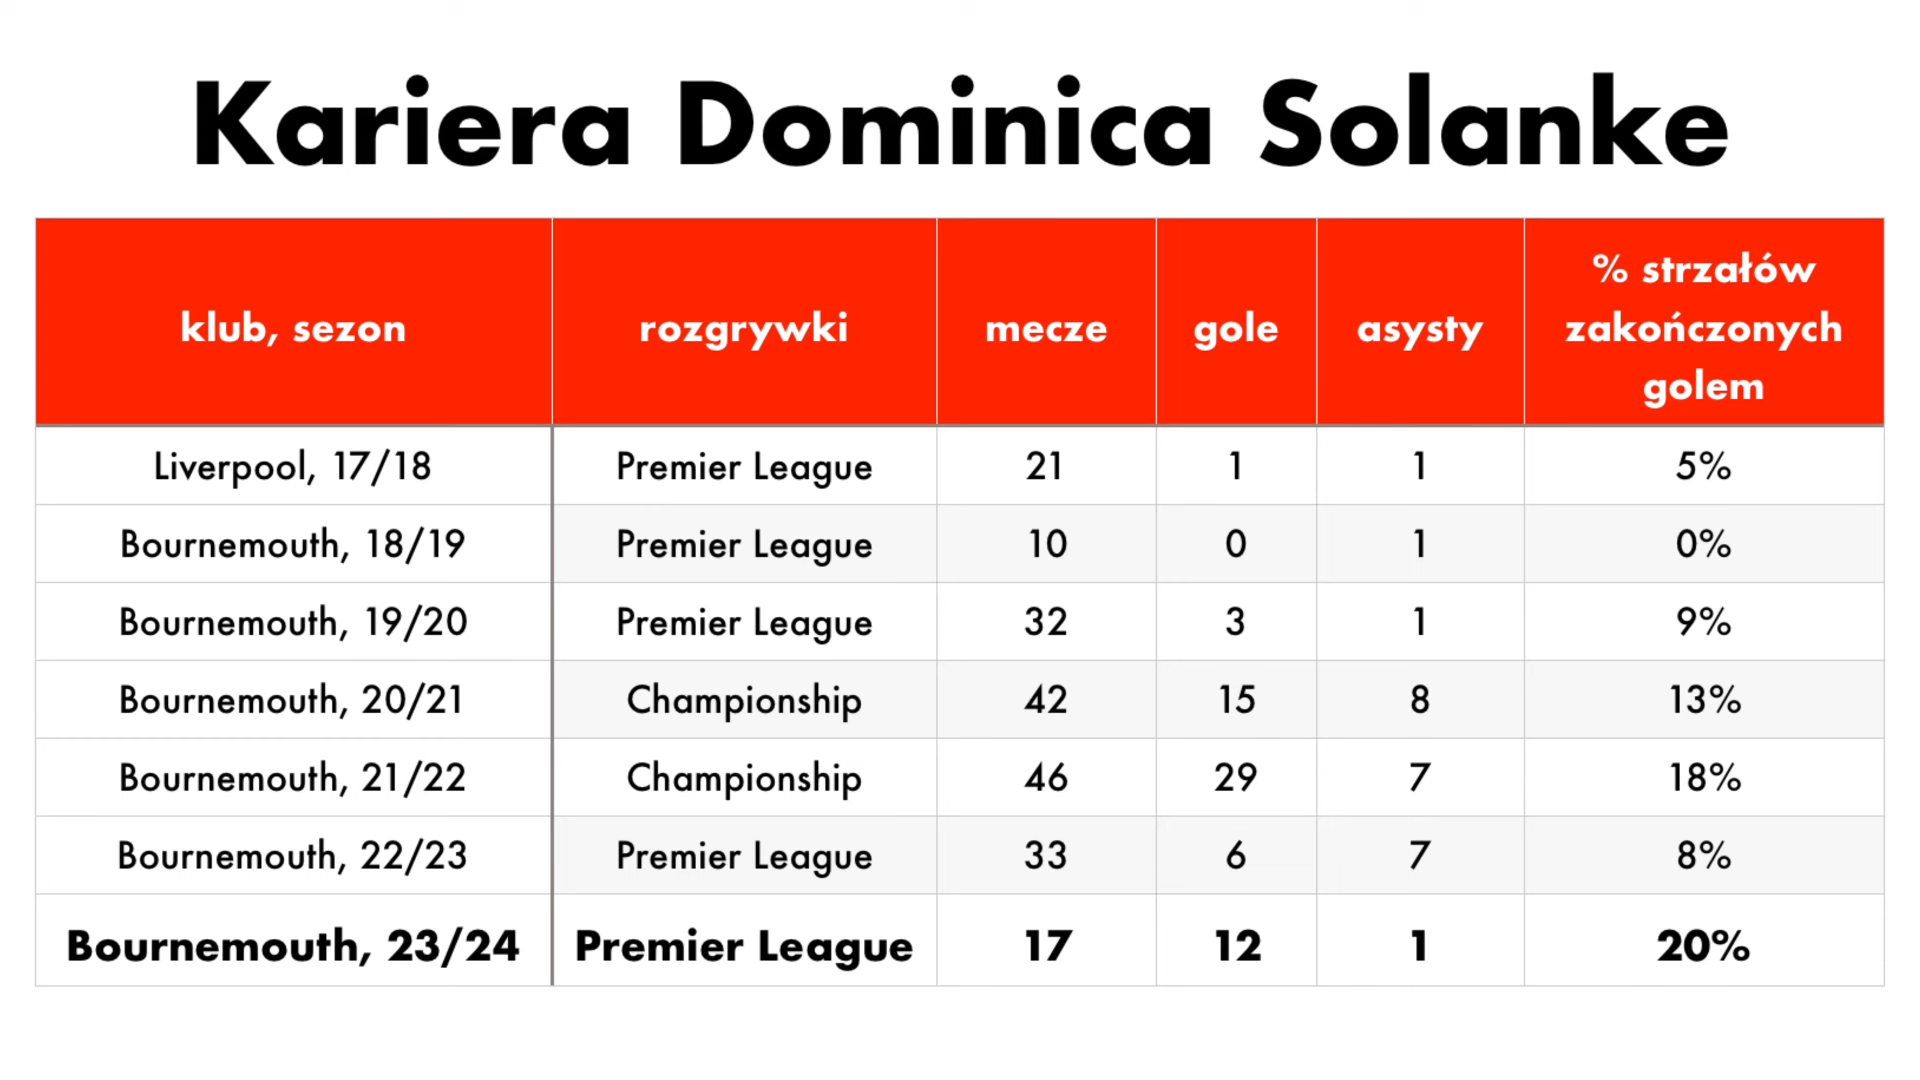 Kariera Dominica Solanke
klub, sezon rozgrywki mecze gole asysty % strzałów zakończonych golem
Liverpool, 17/18 Premier League 21 1 1 5%
Bournemouth, 18/19 Premier League 10 0 1 0%
Bournemouth, 19/20 Premier League 32 3 1 9%
Bournemouth, 20/21 Championship 42 15 8 13%
Bournemouth, 21/22 Championship 46 29 7 18%
Bournemouth, 22/23 Premier League 33 6 7 8%
Bournemouth, 23/24 Premier League 17 12 1 20%